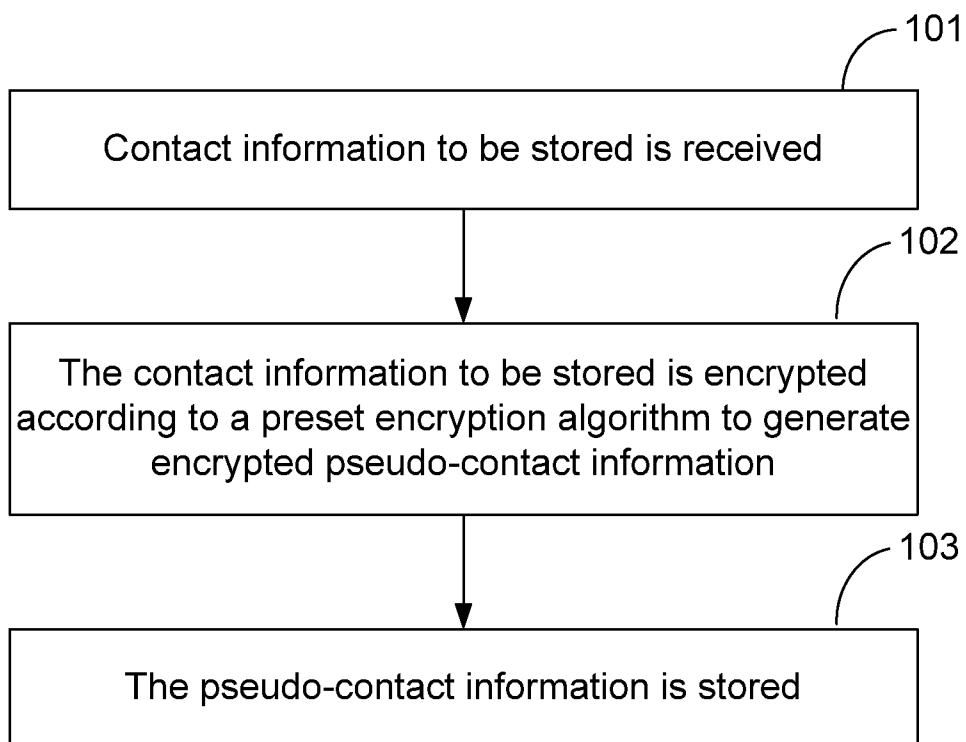 101
Contact information to be stored is received
102
The contact information to be stored is encrypted
according to a preset encryption algorithm to generate
encrypted pseudo-contact information
103
The pseudo-contact information is stored